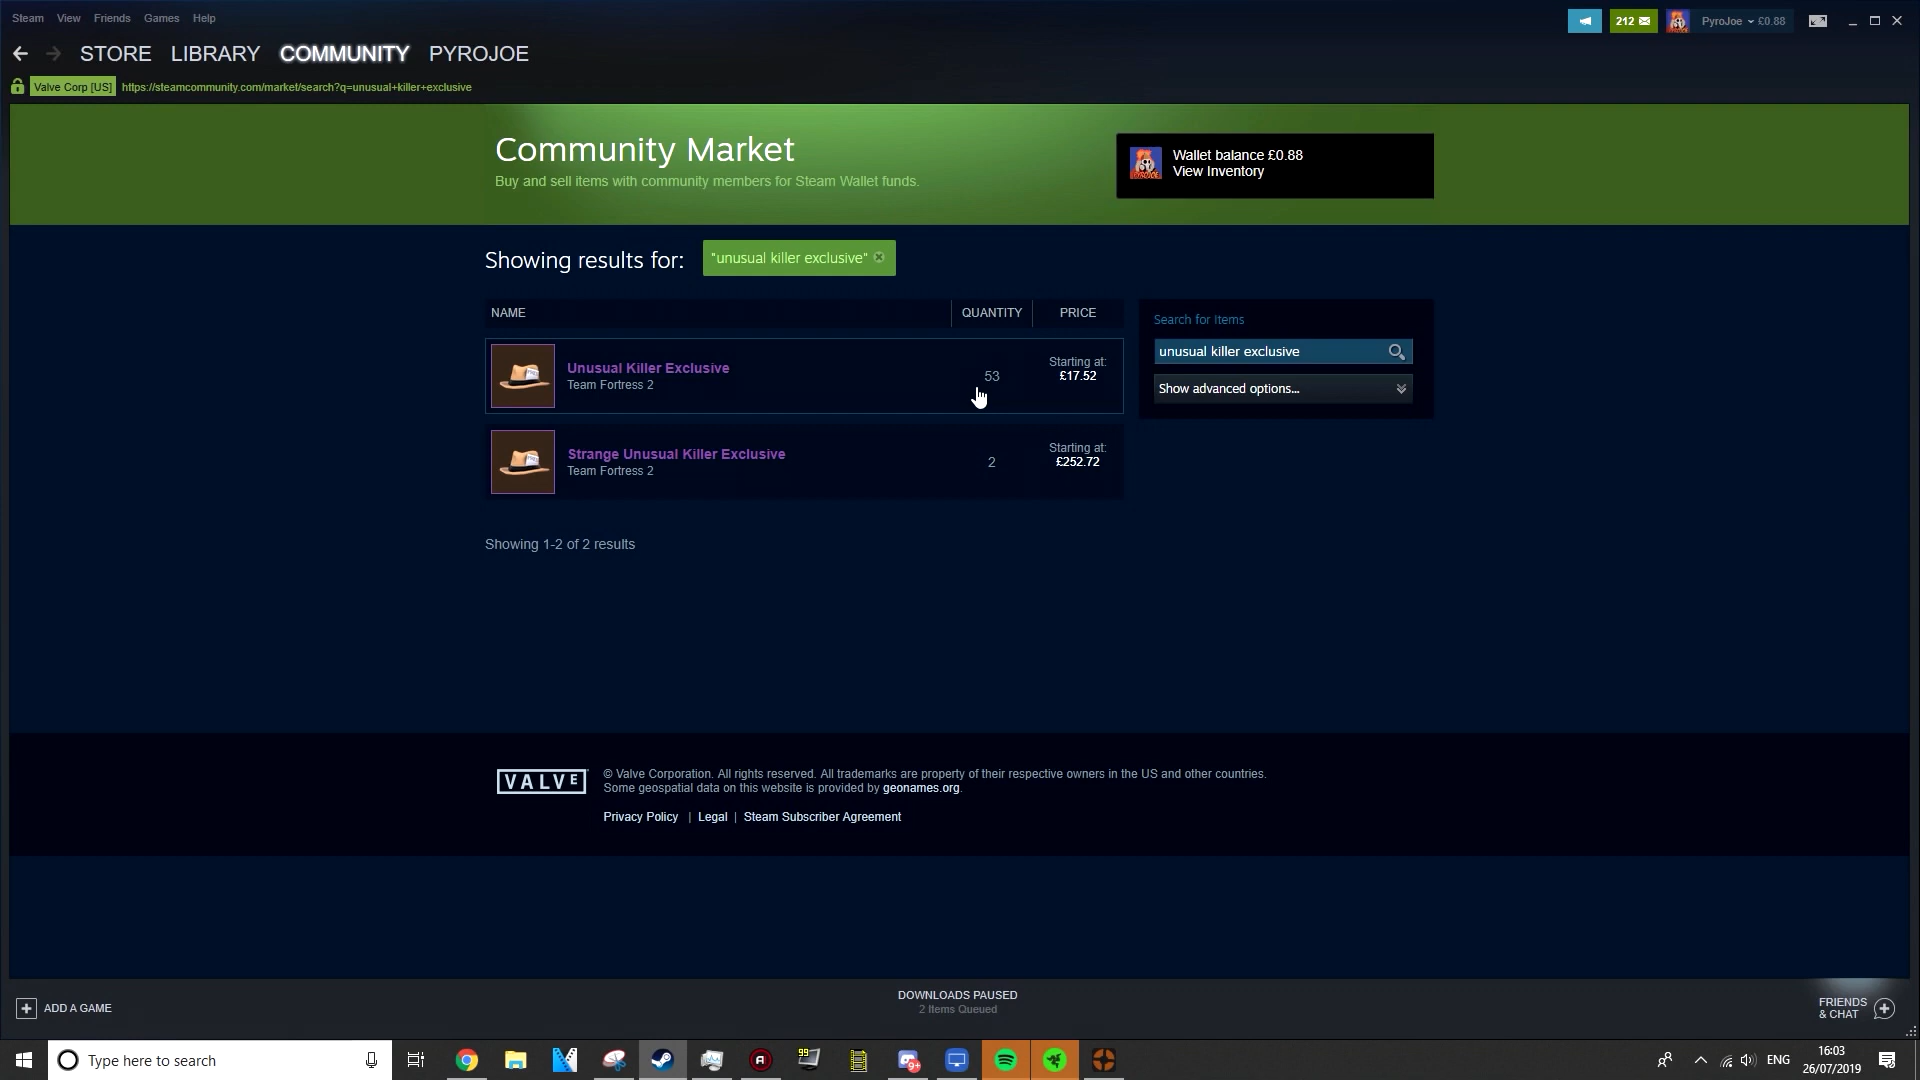 Steam View Friends Games Help
212 PyroJoe £0.88
STORE LIBRARY COMMUNITY PYROJOE
Valve Corp [US] https://steamcommunity.com/market/search?q=unusual+killer+exclusive
Community Market
Buy and sell items with community members for Steam Wallet funds.
Wallet balance £0.88
View Inventory
Showing results for: "unusual killer exclusive"
NAME QUANTITY PRICE
Search for Items
unusual killer exclusive
Show advanced options...
Unusual Killer Exclusive
Team Fortress 2
53
Starting at:
£17.52
Strange Unusual Killer Exclusive
Team Fortress 2
2
Starting at:
£252.72
Showing 1-2 of 2 results
VALVE
© Valve Corporation. All rights reserved. All trademarks are property of their respective owners in the US and other countries.
Some geospatial data on this website is provided by geonames.org.
Privacy Policy | Legal | Steam Subscriber Agreement
ADD A GAME
DOWNLOADS PAUSED
2 Items Queued
FRIENDS
& CHAT
Type here to search
99
9+
ENG
16:03
26/07/2019